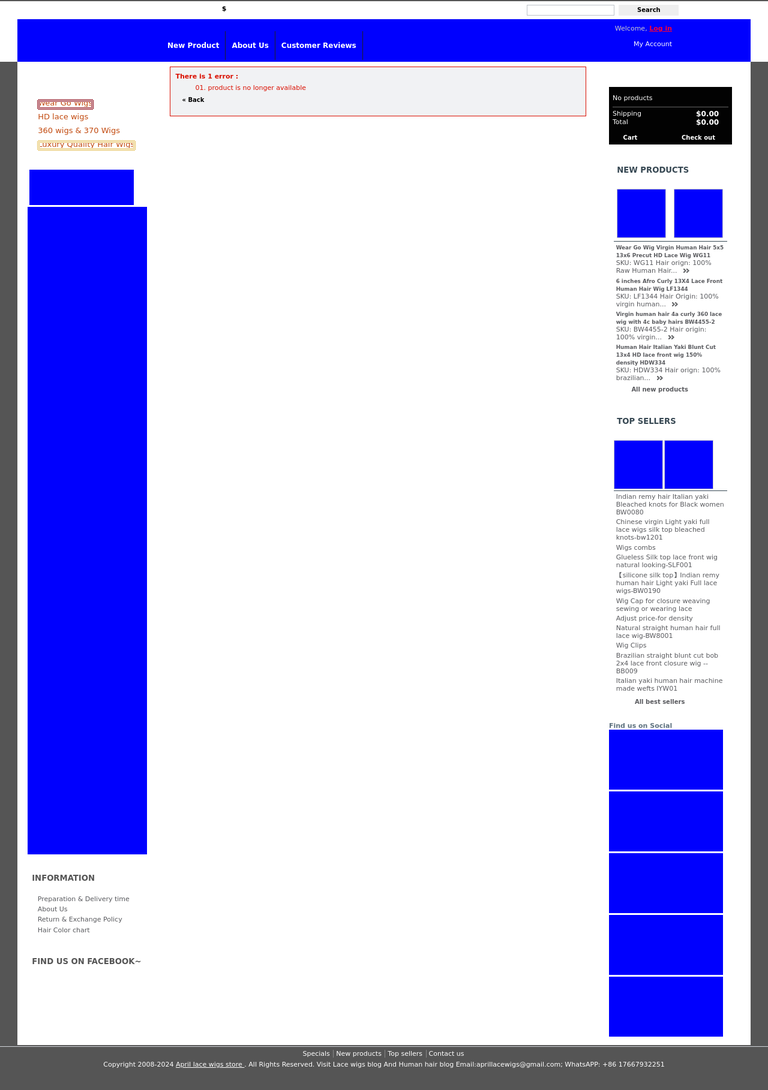 $
Search
Welcome, Log in
New Product
About Us
Customer Reviews
My Account
There is 1 error :
01. product is no longer available
« Back
Wear Go Wigs
HD lace wigs
360 wigs & 370 Wigs
Luxury Quality Hair Wigs
No products
Shipping $0.00
Total $0.00
Cart Check out
NEW PRODUCTS
Wear Go Wig Virgin Human Hair 5x5
13x6 Precut HD Lace Wig WG11
SKU: WG11 Hair orign: 100%
Raw Human Hair... »
6 inches Afro Curly 13X4 Lace Front
Human Hair Wig LF1344
SKU: LF1344 Hair Origin: 100%
virgin human... »
Virgin human hair 4a curly 360 lace
wig with 4c baby hairs BW4455-2
SKU: BW4455-2 Hair origin:
100% virgin... »
Human Hair Italian Yaki Blunt Cut
13x4 HD lace front wig 150%
density HDW334
SKU: HDW334 Hair orign: 100%
brazilian... »
All new products
TOP SELLERS
Indian remy hair Italian yaki
Bleached knots for Black women
BW0080
Chinese virgin Light yaki full
lace wigs silk top bleached
knots-bw1201
Wigs combs
Glueless Silk top lace front wig
natural looking-SLF001
【silicone silk top】Indian remy
human hair Light yaki Full lace
wigs-BW0190
Wig Cap for closure weaving
sewing or wearing lace
Adjust price-for density
Natural straight human hair full
lace wig-BW8001
Wig Clips
Brazilian straight blunt cut bob
2x4 lace front closure wig --
BB009
Italian yaki human hair machine
made wefts IYW01
All best sellers
Find us on Social
INFORMATION
Preparation & Delivery time
About Us
Return & Exchange Policy
Hair Color chart
FIND US ON FACEBOOK~
Specials | New products | Top sellers | Contact us
Copyright 2008-2024 April lace wigs store . All Rights Reserved. Visit Lace wigs blog And Human hair blog Email:aprillacewigs@gmail.com; WhatsAPP: +86 17667932251